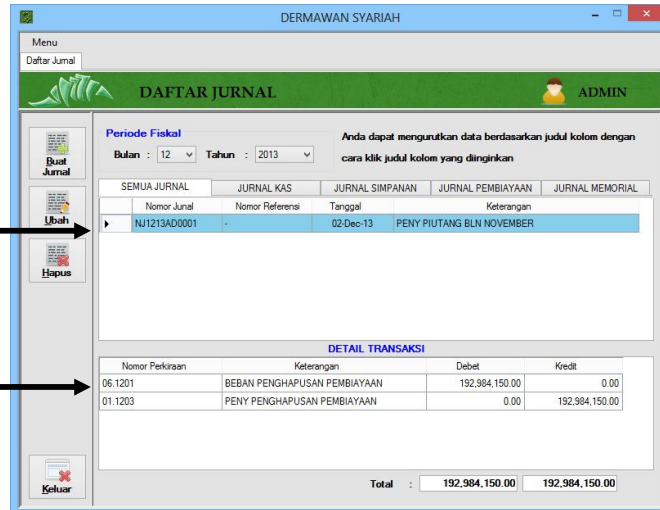 DERMAWAN SYARIAH
Menu
Daftar Jurnal
DAFTAR JURNAL
ADMIN
Buat Jurnal
Ubah
Hapus
Keluar
Periode Fiskal
Bulan : 12 Tahun : 2013
Anda dapat mengurutkan data berdasarkan judul kolom dengan
cara klik judul kolom yang diinginkan
SEMUA JURNAL JURNAL KAS JURNAL SIMPANAN JURNAL PEMBIAYAAN JURNAL MEMORIAL
Nomor Junal Nomor Referensi Tanggal Keterangan
NJ1213AD0001 - 02-Dec-13 PENY PIUTANG BLN NOVEMBER
DETAIL TRANSAKSI
Nomor Perkiraan Keterangan Debet Kredit
06.1201 BEBAN PENGHAPUSAN PEMBIAYAAN 192,984,150.00 0.00
01.1203 PENY PENGHAPUSAN PEMBIAYAAN 0.00 192,984,150.00
Total : 192,984,150.00 192,984,150.00